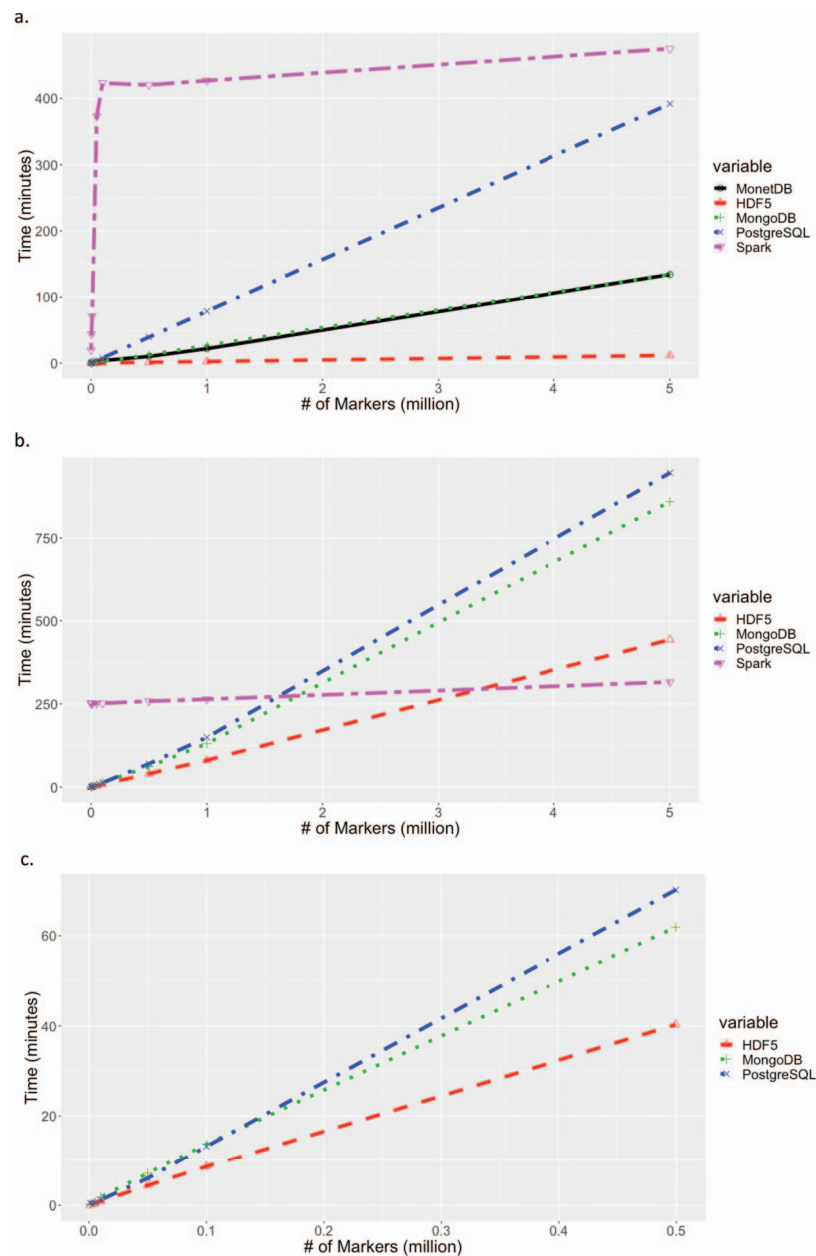 a.
400
300
200
100
0
Time (minutes)
0 1 2 3 4 5
# of Markers (million)
variable
MonetDB
HDF5
MongoDB
PostgreSQL
Spark
b.
750
500
250
0
Time (minutes)
0 1 2 3 4 5
# of Markers (million)
variable
HDF5
MongoDB
PostgreSQL
Spark
c.
60
40
20
0
Time (minutes)
0.0 0.1 0.2 0.3 0.4 0.5
# of Markers (million)
variable
HDF5
MongoDB
PostgreSQL